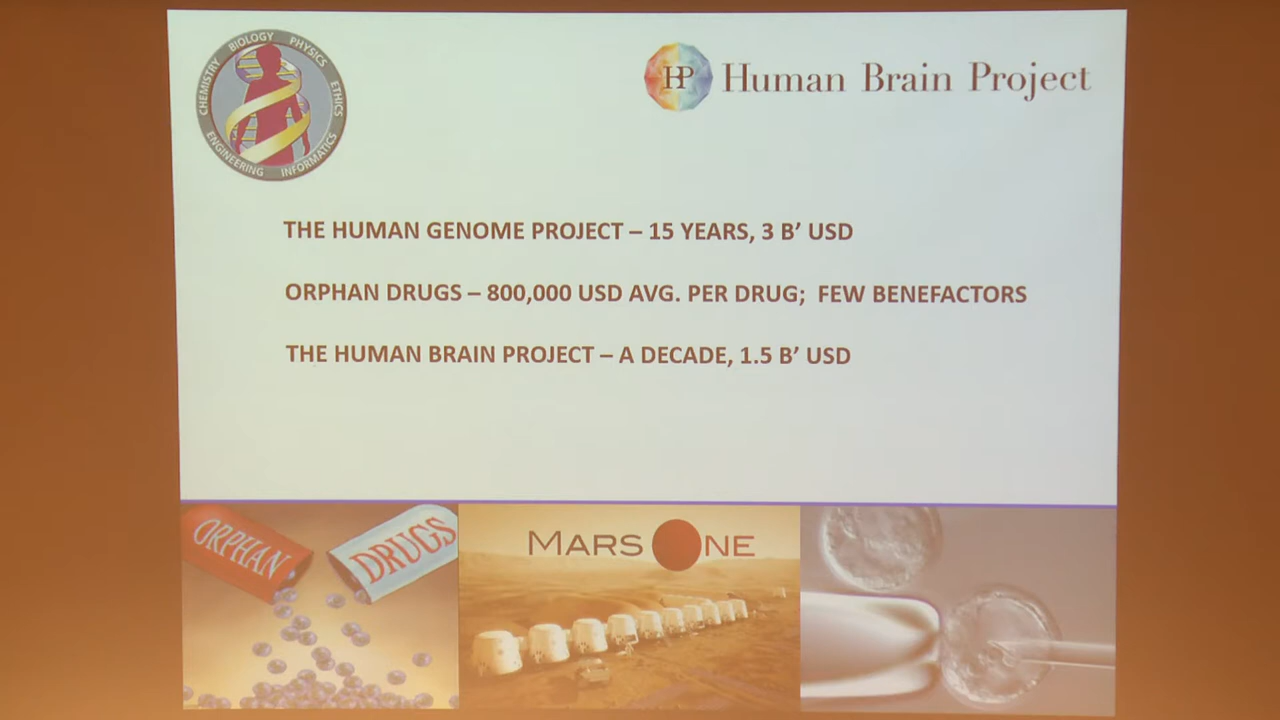 CHEMISTRY BIOLOGY PHYSICS ETHICS
ENGINEERING INFORMATICS
HP Human Brain Project
THE HUMAN GENOME PROJECT – 15 YEARS, 3 B’ USD
ORPHAN DRUGS – 800,000 USD AVG. PER DRUG; FEW BENEFACTORS
THE HUMAN BRAIN PROJECT – A DECADE, 1.5 B’ USD
ORPHAN DRUGS
MARS ONE